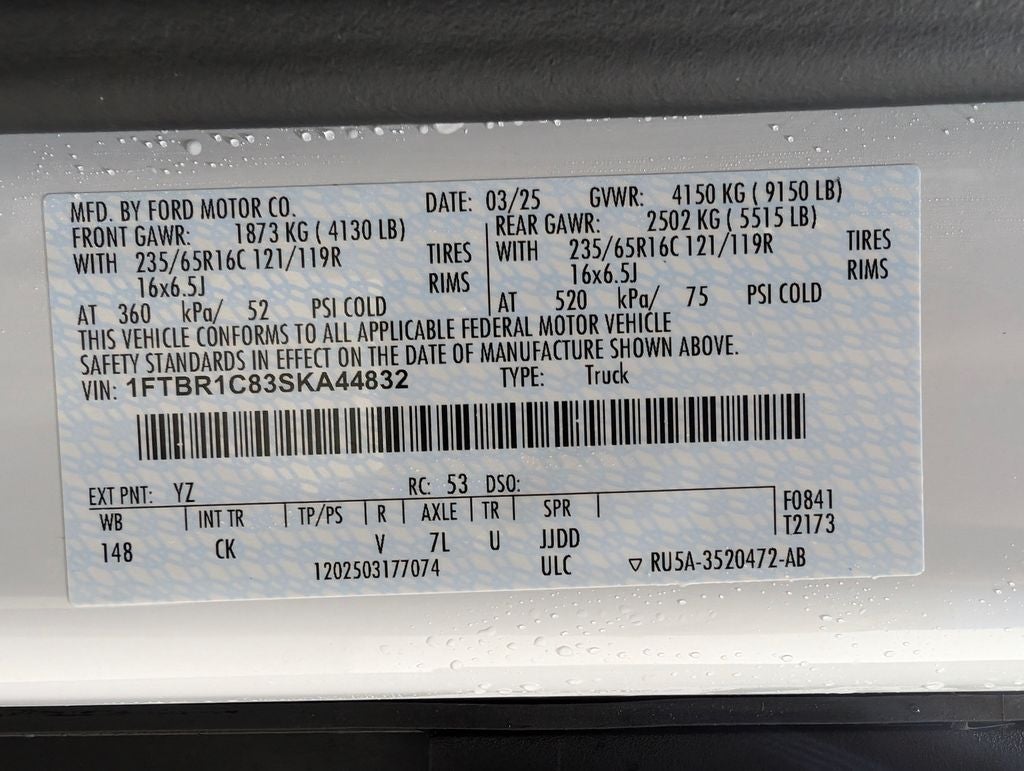 MFD. BY FORD MOTOR CO. DATE: 03/25 GVWR: 4150 KG ( 9150 LB)
FRONT GAWR: 1873 KG ( 4130 LB) REAR GAWR: 2502 KG ( 5515 LB)
WITH 235/65R16C 121/119R TIRES WITH 235/65R16C 121/119R TIRES
16x6.5J RIMS 16x6.5J RIMS
AT 360 kPa/ 52 PSI COLD AT 520 kPa/ 75 PSI COLD
THIS VEHICLE CONFORMS TO ALL APPLICABLE FEDERAL MOTOR VEHICLE
SAFETY STANDARDS IN EFFECT ON THE DATE OF MANUFACTURE SHOWN ABOVE.
VIN: 1FTBR1C83SKA44832 TYPE: Truck
EXT PNT: YZ RC: 53 DSO:
WB INT TR TP/PS R AXLE TR SPR F0841
T2173
148 CK V 7L U JJDD
1202503177074 ULC ▽ RU5A-3520472-AB